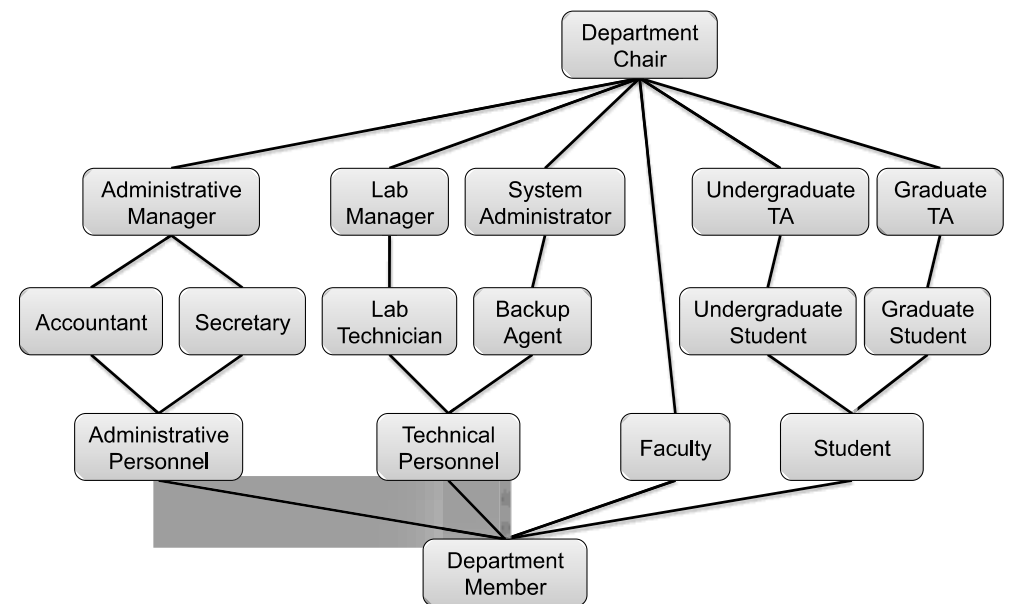 Department
Chair
Administrative
Manager
Lab
Manager
System
Administrator
Undergraduate
TA
Graduate
TA
Accountant
Secretary
Lab
Technician
Backup
Agent
Undergraduate
Student
Graduate
Student
Administrative
Personnel
Technical
Personnel
Faculty
Student
Department
Member